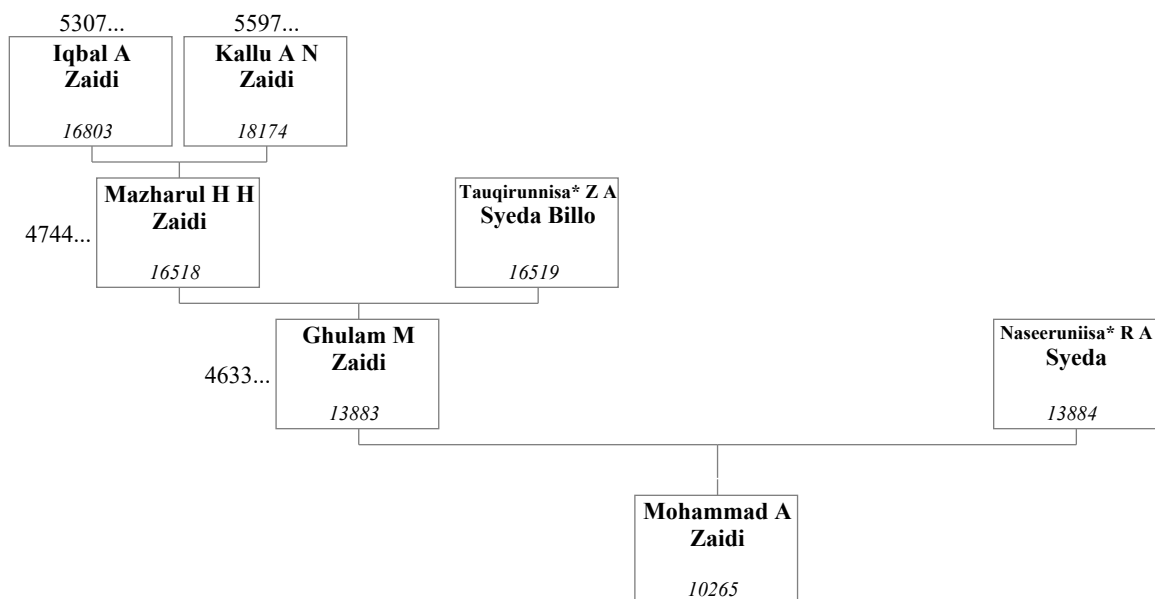 5307...
5597...
Iqbal A
Zaidi
16803
Kallu A N
Zaidi
18174
4744...
Mazharul H H
Zaidi
16518
Tauqirunnisa* Z A
Syeda Billo
16519
4633...
Ghulam M
Zaidi
13883
Naseeruniisa* R A
Syeda
13884
Mohammad A
Zaidi
10265